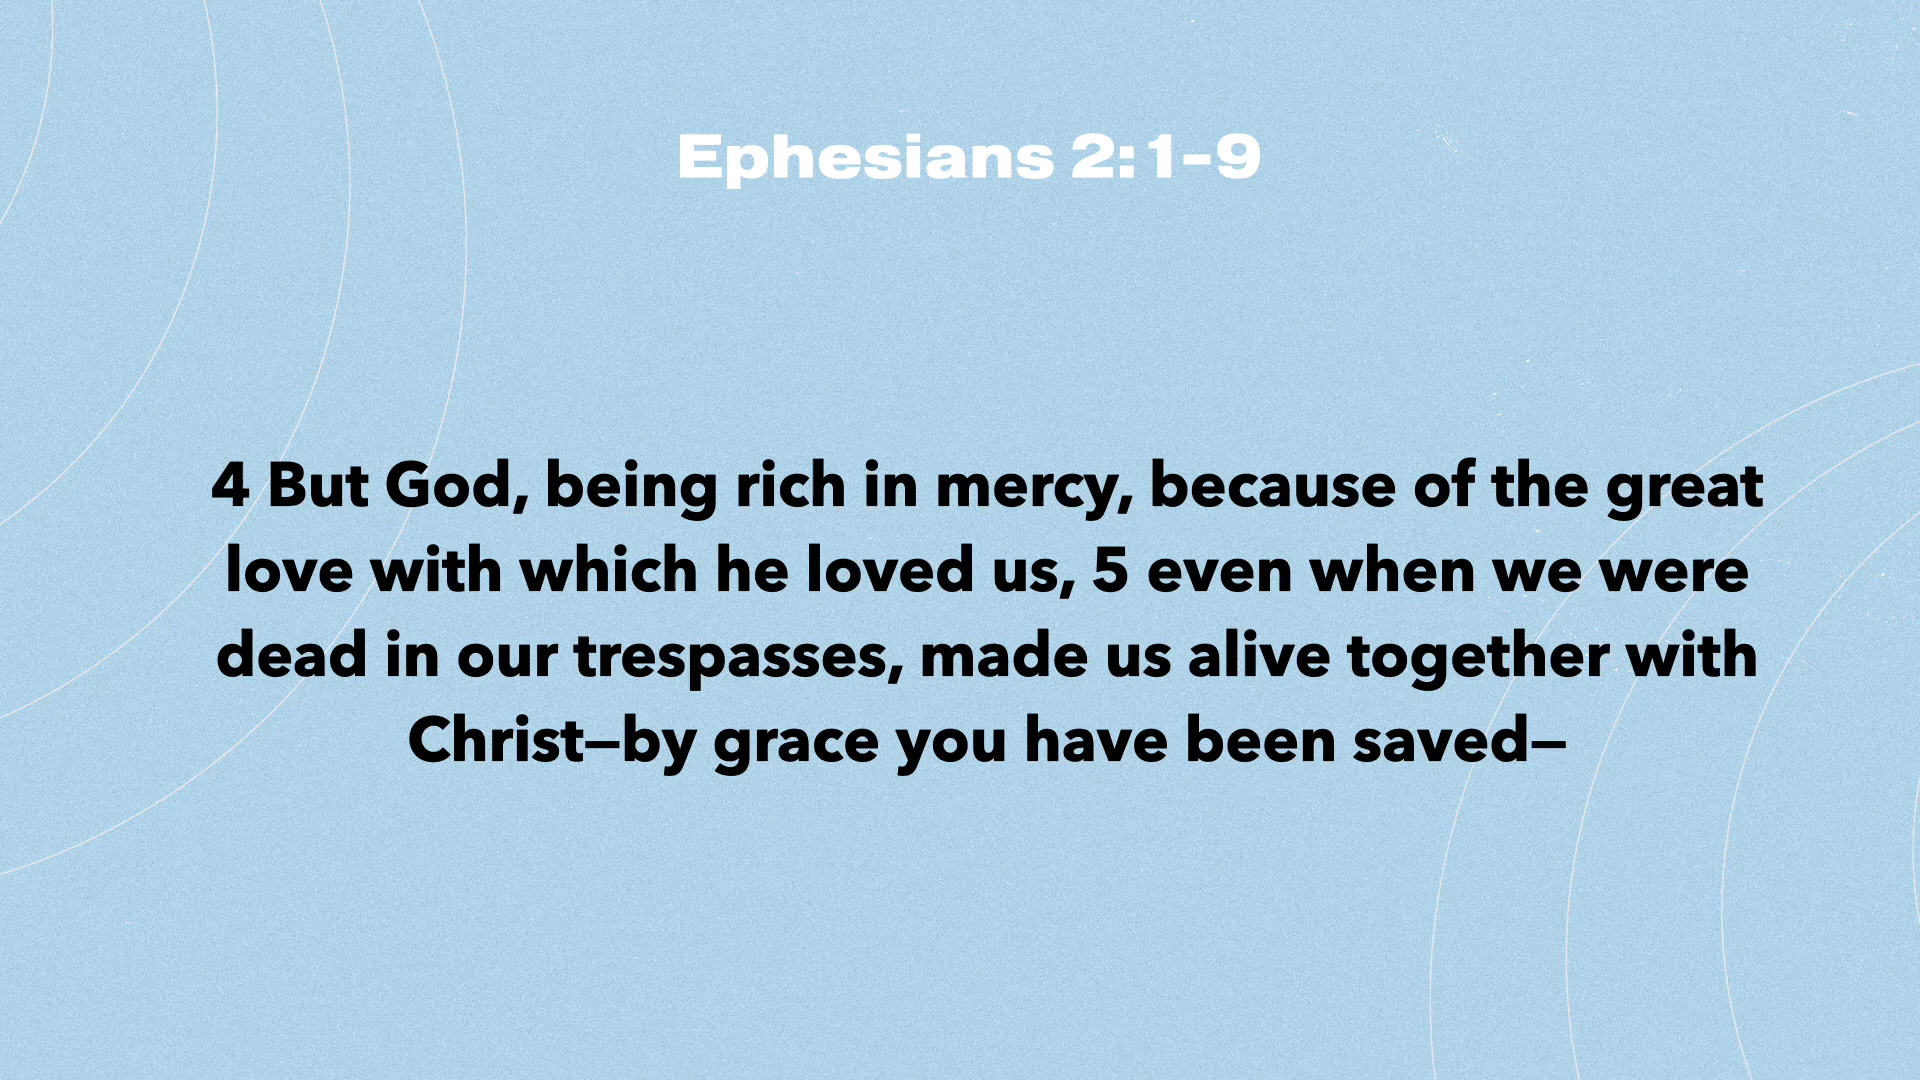 Ephesians 2:1-9
4 But God, being rich in mercy, because of the great
love with which he loved us, 5 even when we were
dead in our trespasses, made us alive together with
Christ—by grace you have been saved—